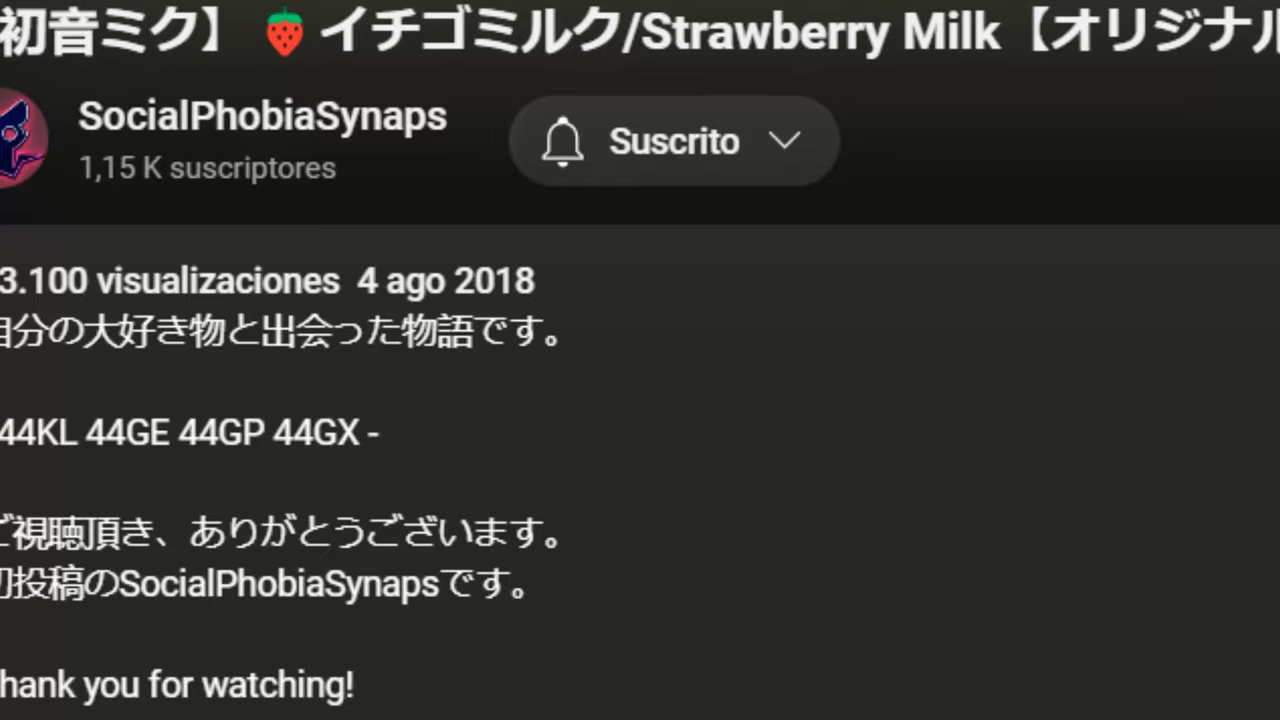 初音ミク】 🍓 イチゴミルク/Strawberry Milk【オリジナル
SocialPhobiaSynaps
1,15 K suscriptores
Suscrito
3.100 visualizaciones 4 ago 2018
自分の大好き物と出会った物語です。
44KL 44GE 44GP 44GX -
ご視聴頂き、ありがとうございます。
初投稿のSocialPhobiaSynapsです。
hank you for watching!